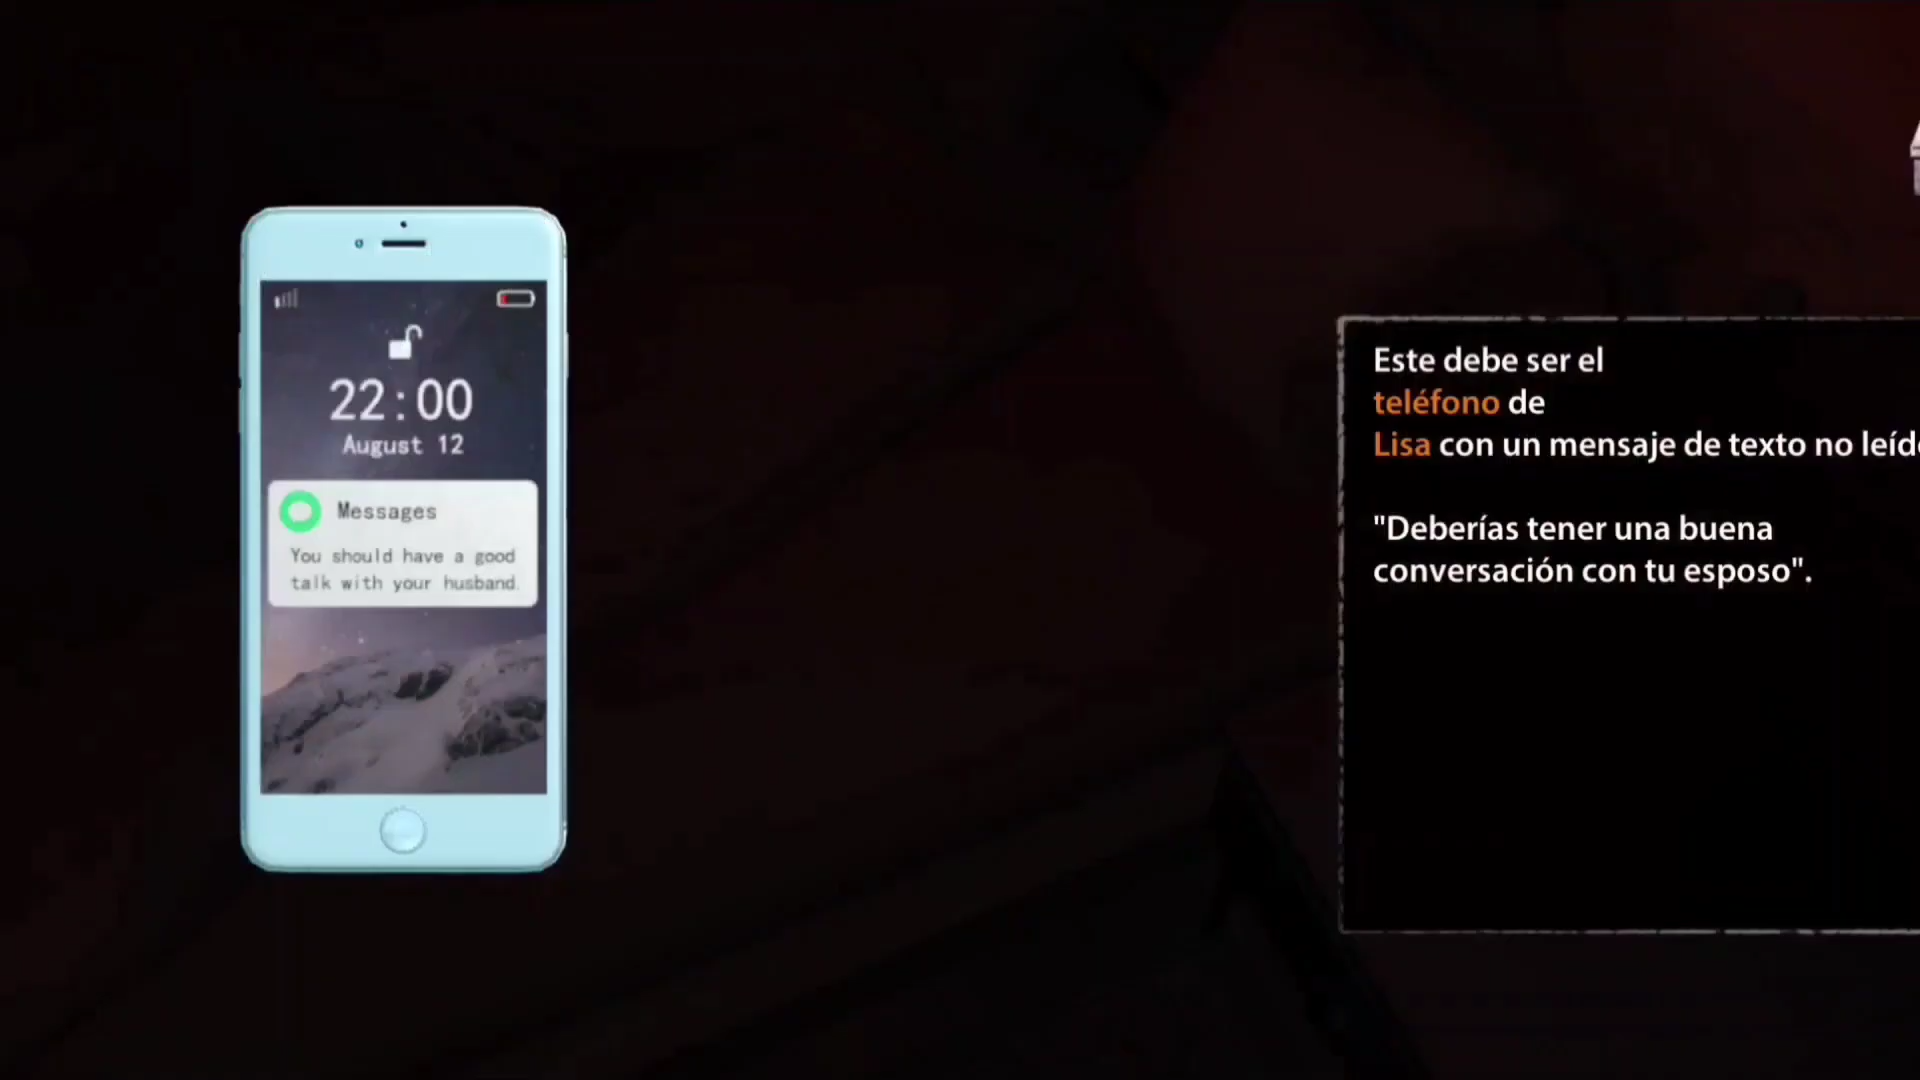 22:00
August 12
Messages
You should have a good
talk with your husband.
Este debe ser el
teléfono de
Lisa con un mensaje de texto no
"Deberías tener una buena
conversación con tu esposo".